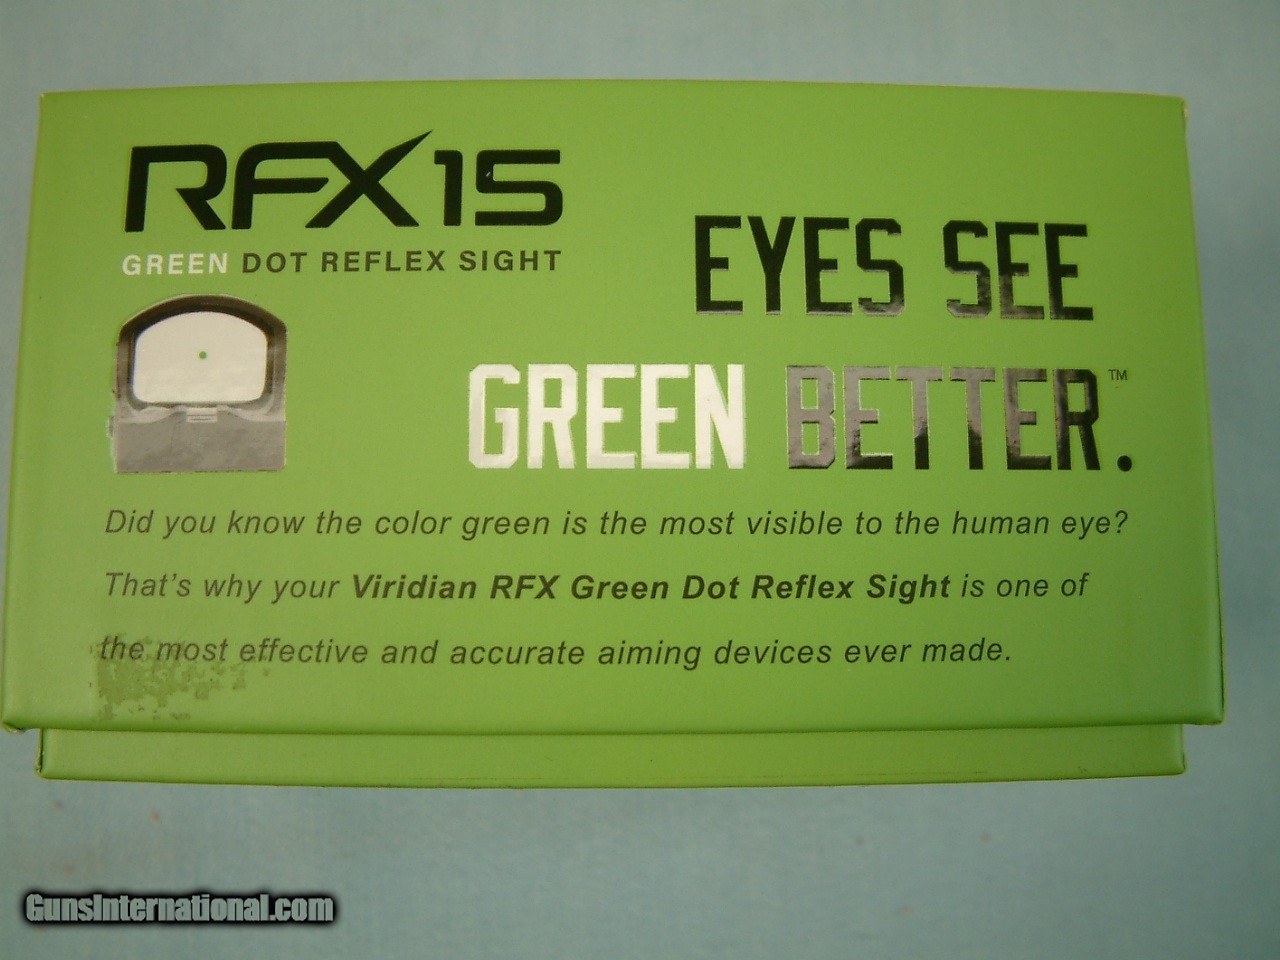 RFX15
GREEN DOT REFLEX SIGHT
EYES SEE
GREEN BETTER.™
Did you know the color green is the most visible to the human eye?
That's why your Viridian RFX Green Dot Reflex Sight is one of
the most effective and accurate aiming devices ever made.
GunsInternational.com